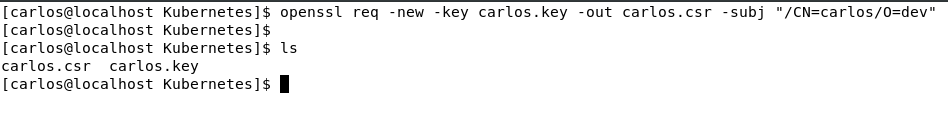 [carlos@localhost Kubernetes]$ openssl req -new -key carlos.key -out carlos.csr -subj "/CN=carlos/O=dev"
[carlos@localhost Kubernetes]$
[carlos@localhost Kubernetes]$ ls
carlos.csr  carlos.key
[carlos@localhost Kubernetes]$